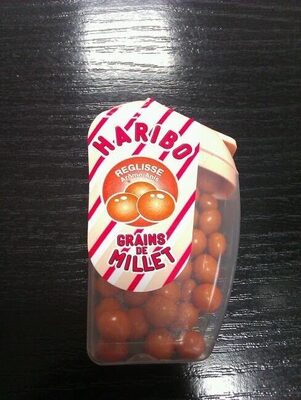 HARIBO
REGLISSE
Arôme Anis
GRAINS
DE
MILLET